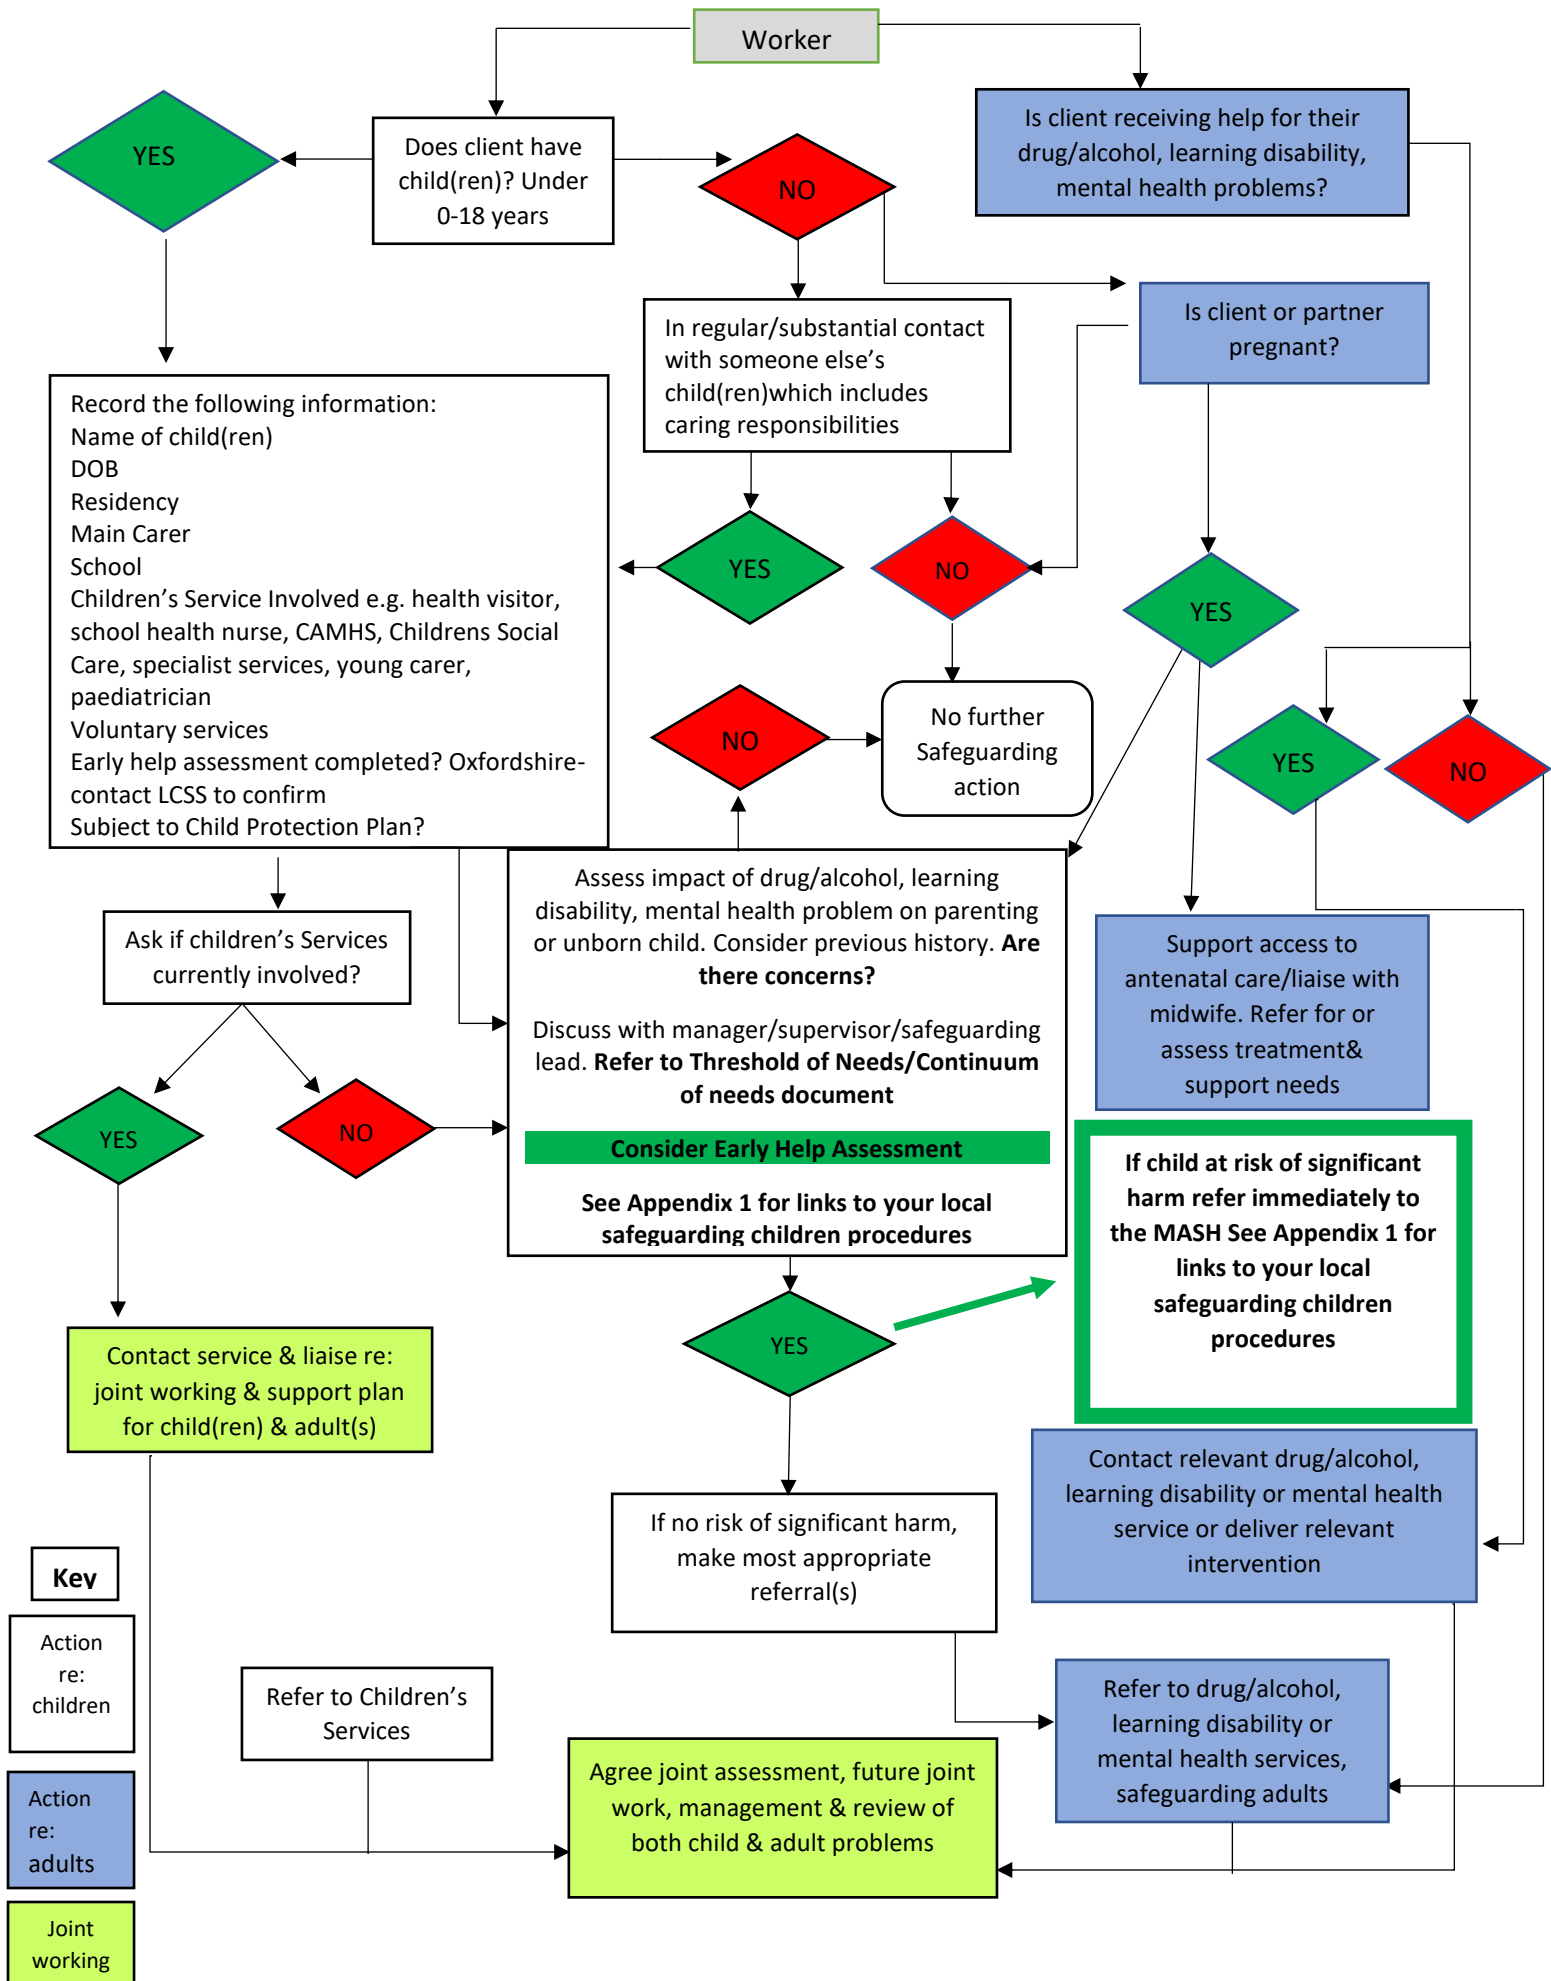 Worker
YES
Does client have
child(ren)? Under
0-18 years
NO
Is client receiving help for their
drug/alcohol, learning disability,
mental health problems?
In regular/substantial contact
with someone else’s
child(ren)which includes
caring responsibilities
Is client or partner
pregnant?
Record the following information:
Name of child(ren)
DOB
Residency
Main Carer
School
Children’s Service Involved e.g. health visitor,
school health nurse, CAMHS, Childrens Social
Care, specialist services, young carer,
paediatrician
Voluntary services
Early help assessment completed? Oxfordshire-
contact LCSS to confirm
Subject to Child Protection Plan?
YES
NO
YES
NO
No further
Safeguarding
action
YES
NO
Ask if children’s Services
currently involved?
Assess impact of drug/alcohol, learning
disability, mental health problem on parenting
or unborn child. Consider previous history. Are
there concerns?
Discuss with manager/supervisor/safeguarding
lead. Refer to Threshold of Needs/Continuum
of needs document
Consider Early Help Assessment
See Appendix 1 for links to your local
safeguarding children procedures
Support access to
antenatal care/liaise with
midwife. Refer for or
assess treatment&
support needs
YES
NO
If child at risk of significant
harm refer immediately to
the MASH See Appendix 1 for
links to your local
safeguarding children
procedures
YES
Contact service & liaise re:
joint working & support plan
for child(ren) & adult(s)
Contact relevant drug/alcohol,
learning disability or mental health
service or deliver relevant
intervention
If no risk of significant harm,
make most appropriate
referral(s)
Key
Action
re:
children
Refer to Children’s
Services
Refer to drug/alcohol,
learning disability or
mental health services,
safeguarding adults
Agree joint assessment, future joint
work, management & review of
both child & adult problems
Action
re:
adults
Joint
working